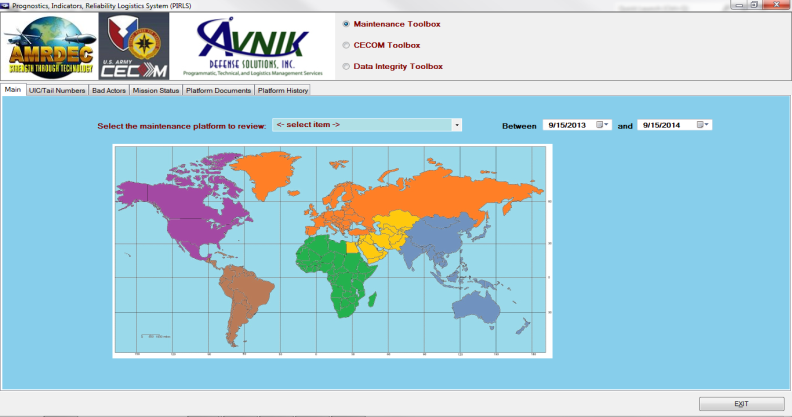 Prognostics, Indicators, Reliability Logistics System (PIRLS)
AMRDEC
STRENGTH THROUGH TECHNOLOGY
U.S. ARMY
CECOM
AVNIK
DEFENSE SOLUTIONS, INC.
Programmatic, Technical, and Logistics Management Services
Maintenance Toolbox
CECOM Toolbox
Data Integrity Toolbox
Main UIC/Tail Numbers Bad Actors Mission Status Platform Documents Platform History
Select the maintenance platform to review: <- select item -> Between 9/15/2013 and 9/15/2014
EXIT